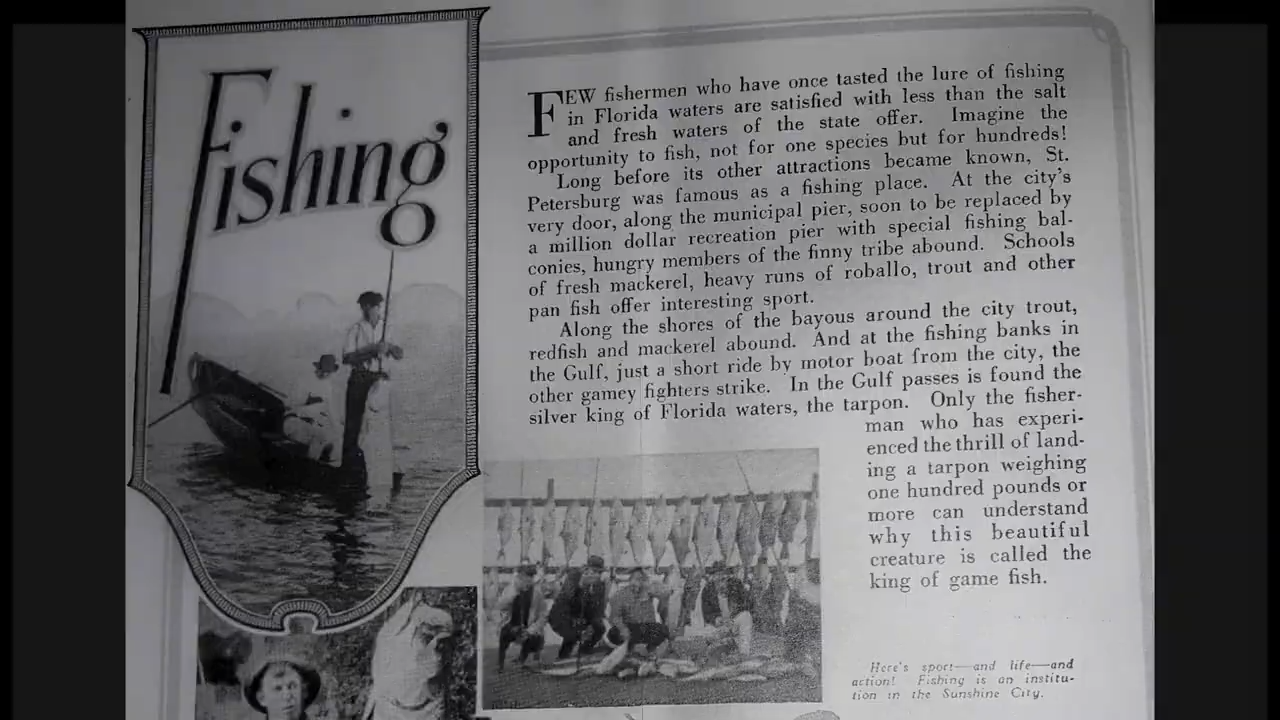 Fishing
FEW fishermen who have once tasted the lure of fishing
in Florida waters are satisfied with less than the salt
and fresh waters of the state offer. Imagine the
opportunity to fish, not for one species but for hundreds!
Long before its other attractions became known, St.
Petersburg was famous as a fishing place. At the city's
very door, along the municipal pier, soon to be replaced by
a million dollar recreation pier with special fishing bal-
conies, hungry members of the finny tribe abound. Schools
of fresh mackerel, heavy runs of roballo, trout and other
pan fish offer interesting sport.
Along the shores of the bayous around the city trout,
redfish and mackerel abound. And at the fishing banks in
the Gulf, just a short ride by motor boat from the city, the
other gamey fighters strike. In the Gulf passes is found the
silver king of Florida waters, the tarpon. Only the fisher-
man who has experi-
enced the thrill of land-
ing a tarpon weighing
one hundred pounds or
more can understand
why this beautiful
creature is called the
king of game fish.
Here's sport—and life—and
action! Fishing is an institu-
tion in the Sunshine City.